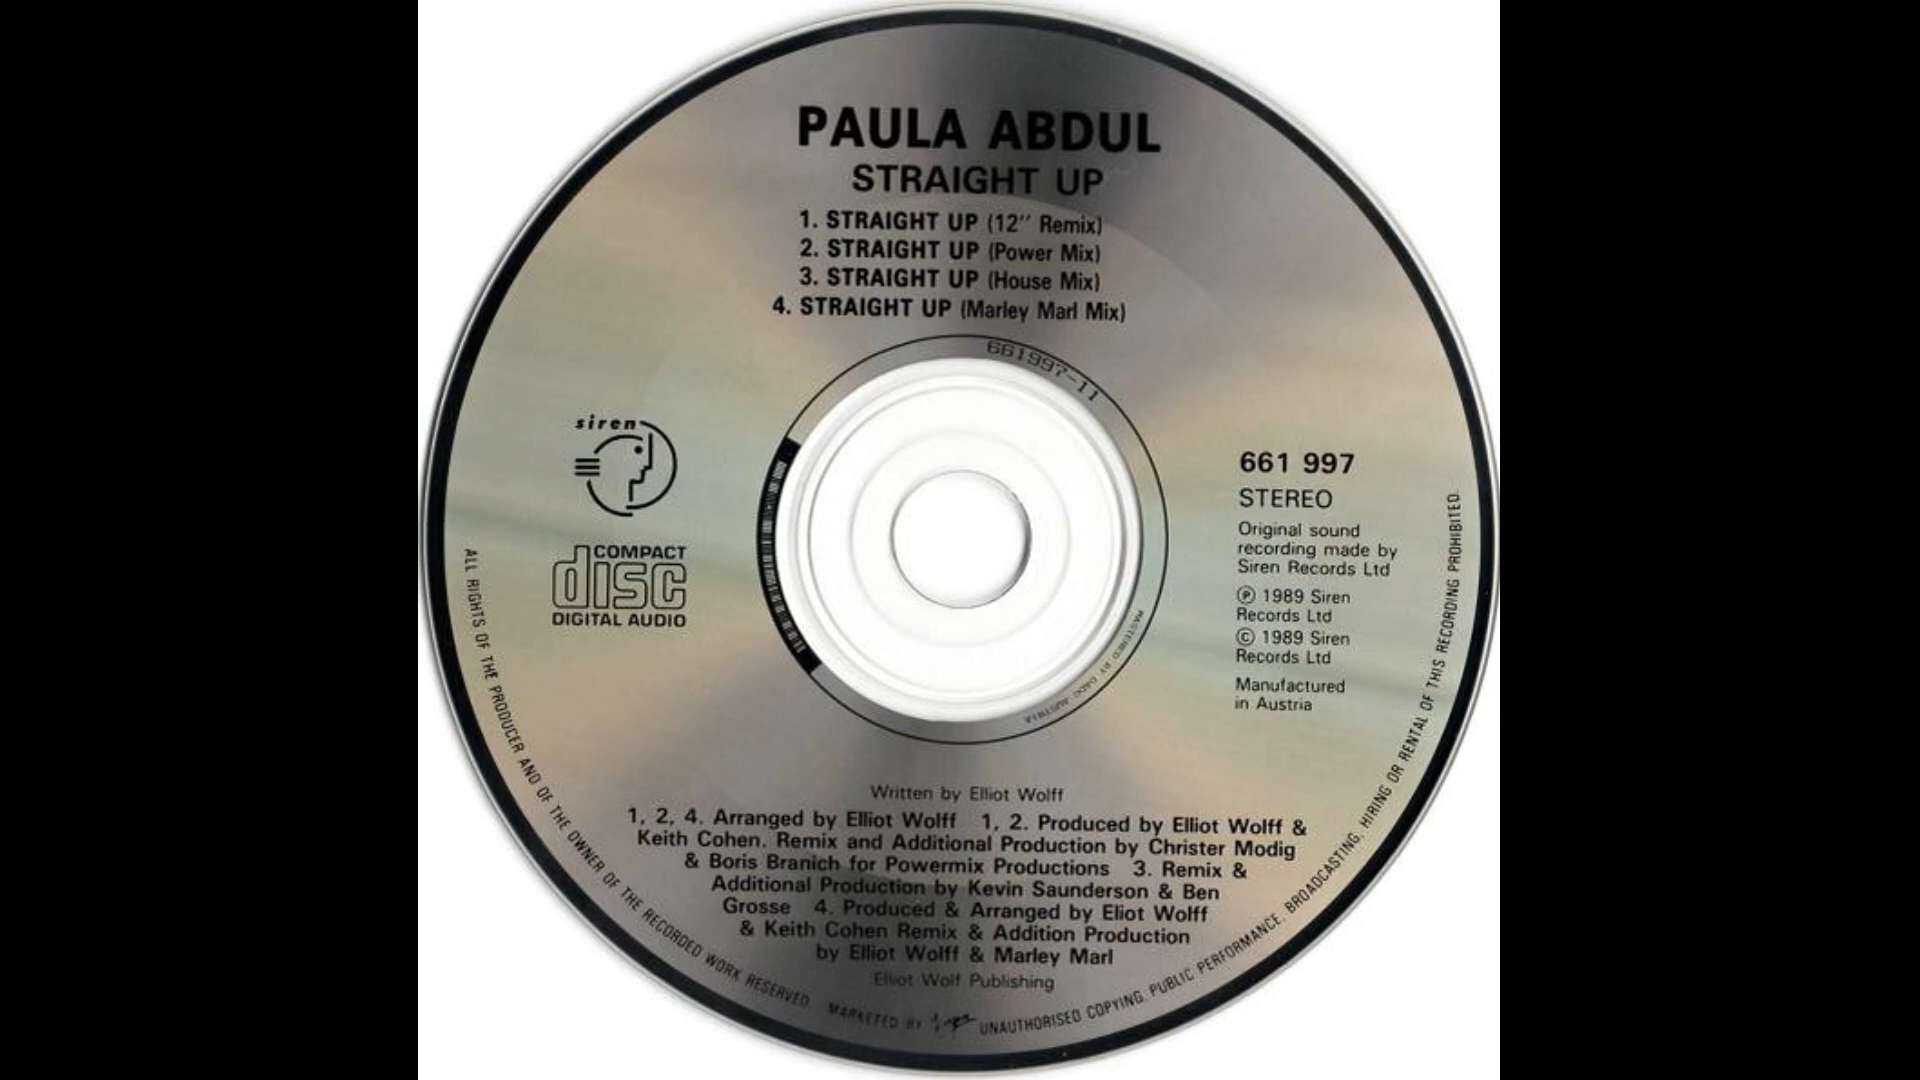 PAULA ABDUL
STRAIGHT UP
1. STRAIGHT UP (12" Remix)
2. STRAIGHT UP (Power Mix)
3. STRAIGHT UP (House Mix)
4. STRAIGHT UP (Marley Marl Mix)
661997-11
siren
COMPACT
disc
DIGITAL AUDIO
661 997
STEREO
Original sound
recording made by
Siren Records Ltd
℗ 1989 Siren
Records Ltd
© 1989 Siren
Records Ltd
Manufactured
in Austria
MASTERED BY DADC AUSTRIA
Written by Elliot Wolff
1, 2, 4. Arranged by Elliot Wolff 1, 2. Produced by Elliot Wolff &
Keith Cohen. Remix and Additional Production by Christer Modig
& Boris Branich for Powermix Productions 3. Remix &
Additional Production by Kevin Saunderson & Ben
Grosse 4. Produced & Arranged by Eliot Wolff
& Keith Cohen Remix & Addition Production
by Elliot Wolff & Marley Marl
Elliot Wolf Publishing
ALL RIGHTS OF THE PRODUCER AND OF THE OWNER OF THE RECORDED WORK RESERVED. MARKETED BY Virgin UNAUTHORISED COPYING, PUBLIC PERFORMANCE, BROADCASTING, HIRING OR RENTAL OF THIS RECORDING PROHIBITED.